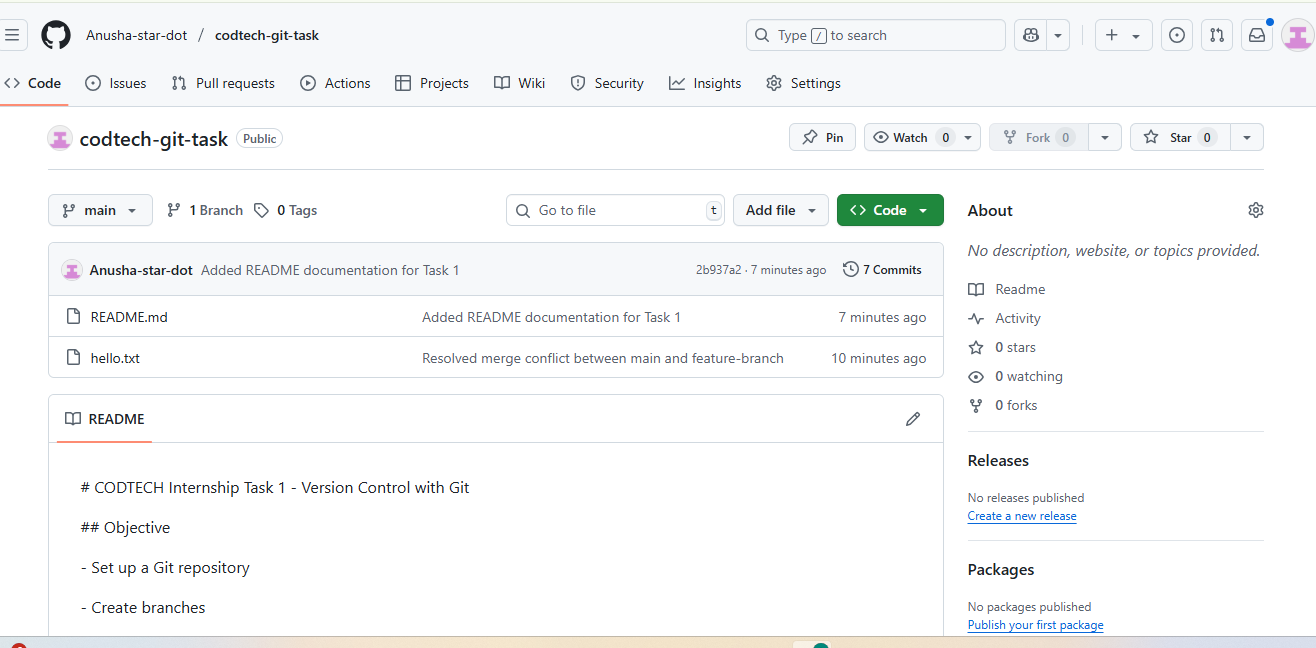 Anusha-star-dot / codtech-git-task
Type / to search
Code Issues Pull requests Actions Projects Wiki Security Insights Settings
codtech-git-task Public
Pin Watch 0 Fork 0 Star 0
main 1 Branch 0 Tags
Go to file t
Add file Code
Anusha-star-dot Added README documentation for Task 1 2b937a2 · 7 minutes ago 7 Commits
README.md Added README documentation for Task 1 7 minutes ago
hello.txt Resolved merge conflict between main and feature-branch 10 minutes ago
README
# CODTECH Internship Task 1 - Version Control with Git
## Objective
- Set up a Git repository
- Create branches
About
No description, website, or topics provided.
Readme
Activity
0 stars
0 watching
0 forks
Releases
No releases published
Create a new release
Packages
No packages published
Publish your first package